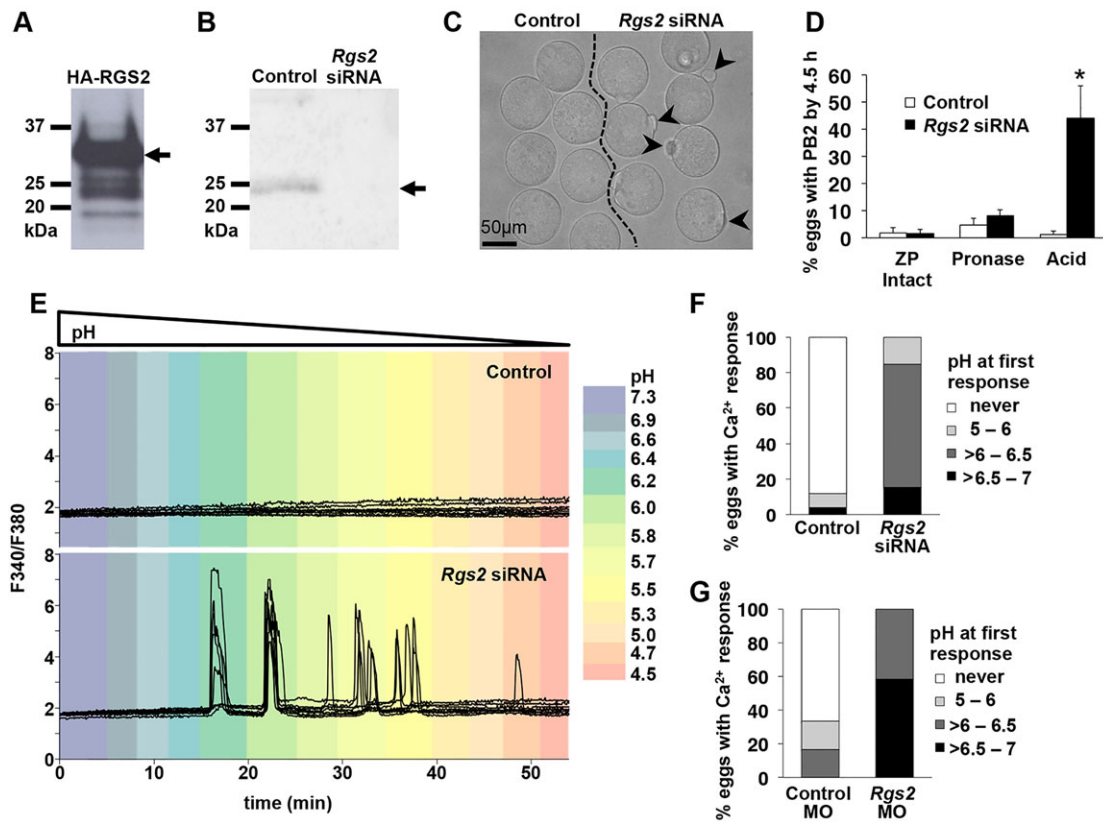 A
HA-RGS2
37
25
20
kDa
B
Control
Rgs2
siRNA
37
25
20
kDa
C
Control
Rgs2 siRNA
50µm
D
% eggs with PB2 by 4.5 h
60
50
40
30
20
10
0
Control
Rgs2 siRNA
*
ZP
Intact
Pronase
Acid
E
pH
F340/F380
8
6
4
2
Control
8
6
4
2
0
Rgs2 siRNA
0
10
20
30
40
50
time (min)
pH
7.3
6.9
6.6
6.4
6.2
6.0
5.8
5.7
5.5
5.3
5.0
4.7
4.5
F
% eggs with Ca²⁺ response
100
80
60
40
20
0
Control
Rgs2
siRNA
pH at first
response
never
5 – 6
>6 – 6.5
>6.5 – 7
G
% eggs with Ca²⁺ response
100
80
60
40
20
0
Control
MO
Rgs2
MO
pH at first
response
never
5 – 6
>6 – 6.5
>6.5 – 7